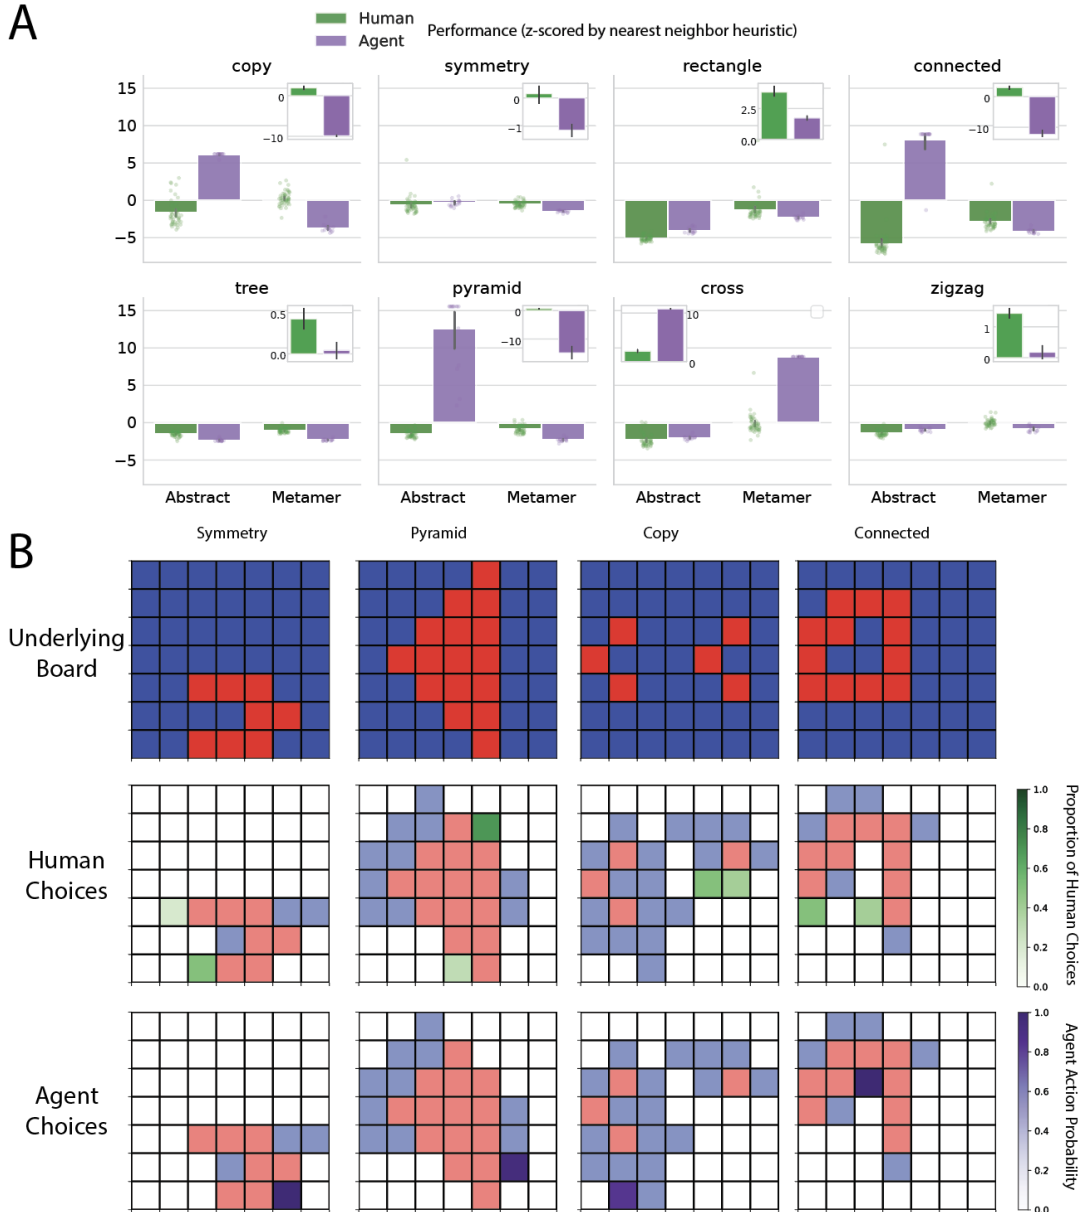 A
Human
Agent
Performance (z-scored by nearest neighbor heuristic)
copy
symmetry
rectangle
connected
15
10
5
0
−5
0
−10
0
−1
2.5
0.0
0
−10
tree
pyramid
cross
zigzag
15
10
5
0
−5
0.5
0.0
0
−10
10
0
1
0
Abstract Metamer
Abstract Metamer
Abstract Metamer
Abstract Metamer
B
Symmetry
Pyramid
Copy
Connected
Underlying
Board
Human
Choices
1.0
0.8
0.6
0.4
0.2
0.0
Proportion of Human Choices
Agent
Choices
1.0
0.8
0.6
0.4
0.2
0.0
Agent Action Probability